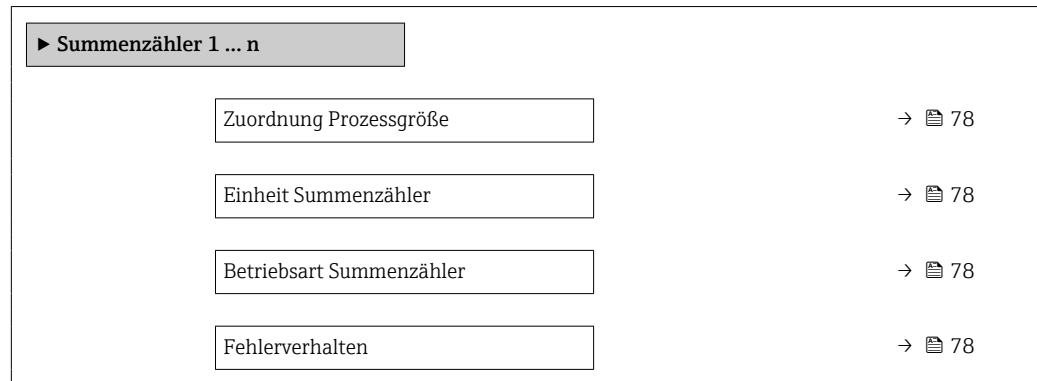 ▶ Summenzähler 1 … n
Zuordnung Prozessgröße → 78
Einheit Summenzähler → 78
Betriebsart Summenzähler → 78
Fehlerverhalten → 78